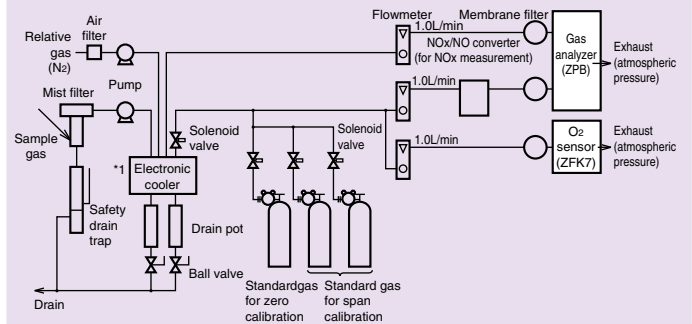 Flowmeter
Membrane filter
Air
filter
Relative
gas
(N2)
1.0L/min
NOx/NO converter
(for NOx measurement)
Gas
analyzer
(ZPB)
Exhaust
(atmospheric
pressure)
Pump
Mist filter
Sample
gas
1.0L/min
Solenoid
valve
Solenoid
valve
1.0L/min
O2
sensor
(ZFK7)
Exhaust
(atmospheric
pressure)
*1
Electronic
cooler
Safety
drain
trap
Drain pot
Ball valve
Drain
Standardgas
for zero
calibration
Standard gas
for span
calibration